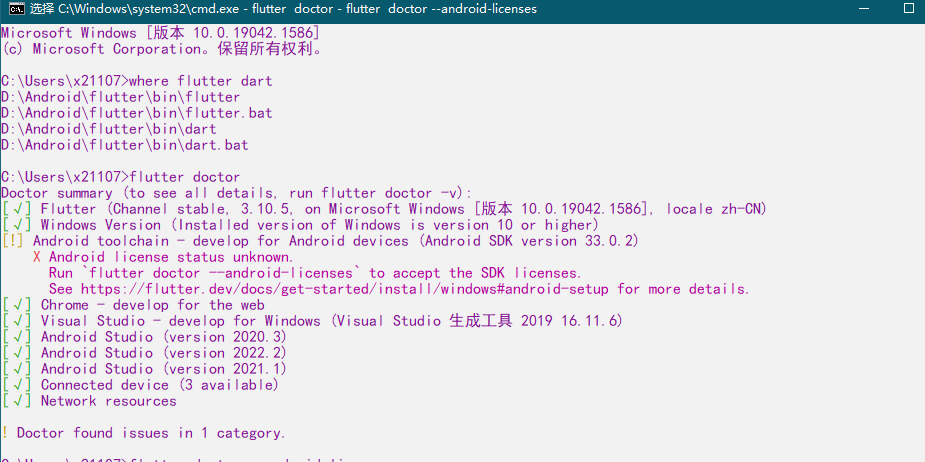 选择 C:\Windows\system32\cmd.exe - flutter doctor - flutter doctor --android-licenses
Microsoft Windows [版本 10.0.19042.1586]
(c) Microsoft Corporation。保留所有权利。
C:\Users\x21107>where flutter dart
D:\Android\flutter\bin\flutter
D:\Android\flutter\bin\flutter.bat
D:\Android\flutter\bin\dart
D:\Android\flutter\bin\dart.bat
C:\Users\x21107>flutter doctor
Doctor summary (to see all details, run flutter doctor -v):
[√] Flutter (Channel stable, 3.10.5, on Microsoft Windows [版本 10.0.19042.1586], locale zh-CN)
[√] Windows Version (Installed version of Windows is version 10 or higher)
[!] Android toolchain - develop for Android devices (Android SDK version 33.0.2)
X Android license status unknown.
Run `flutter doctor --android-licenses` to accept the SDK licenses.
See https://flutter.dev/docs/get-started/install/windows#android-setup for more details.
[√] Chrome - develop for the web
[√] Visual Studio - develop for Windows (Visual Studio 生成工具 2019 16.11.6)
[√] Android Studio (version 2020.3)
[√] Android Studio (version 2022.2)
[√] Android Studio (version 2021.1)
[√] Connected device (3 available)
[√] Network resources
! Doctor found issues in 1 category.